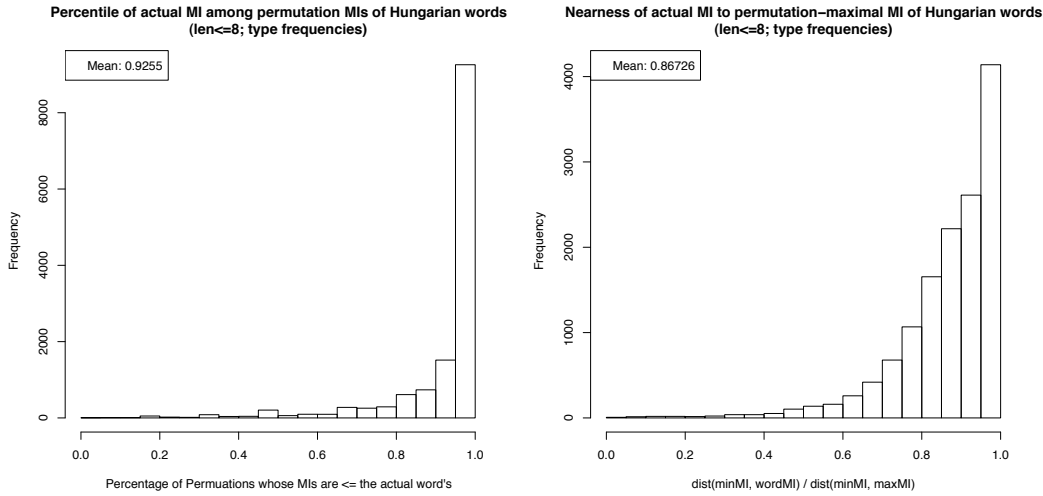 Percentile of actual MI among permutation MIs of Hungarian words
(len<=8; type frequencies)
Mean: 0.9255
Frequency
8000
6000
4000
2000
0
0.0 0.2 0.4 0.6 0.8 1.0
Percentage of Permuations whose MIs are <= the actual word's
Nearness of actual MI to permutation−maximal MI of Hungarian words
(len<=8; type frequencies)
Mean: 0.86726
Frequency
4000
3000
2000
1000
0
0.0 0.2 0.4 0.6 0.8 1.0
dist(minMI, wordMI) / dist(minMI, maxMI)